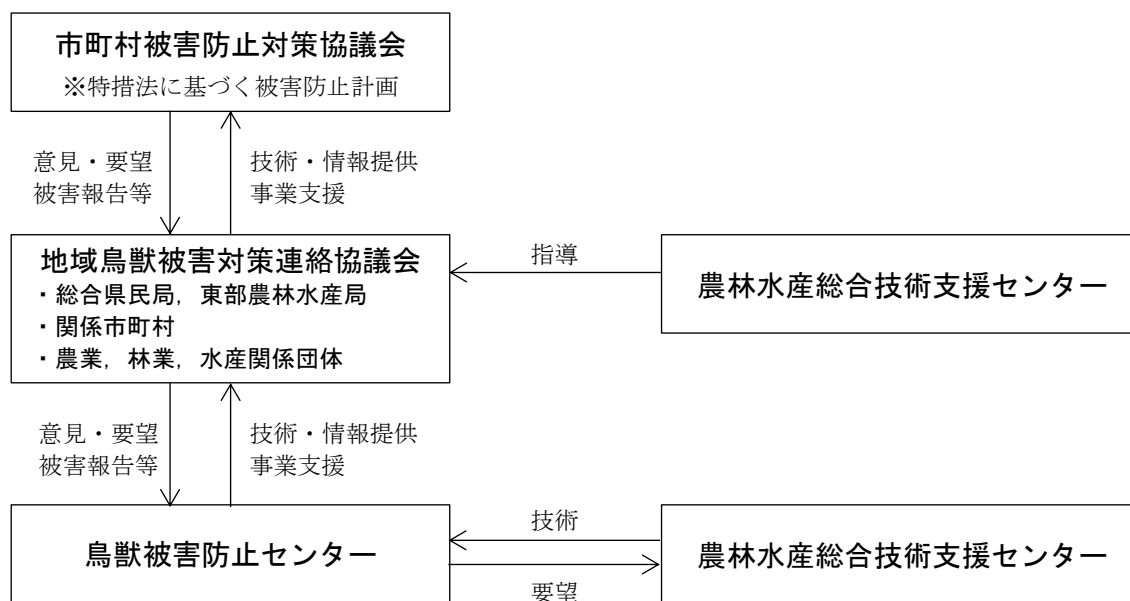 市町村被害防止対策協議会
※特措法に基づく被害防止計画
意見・要望
被害報告等
技術・情報提供
事業支援
地域鳥獣被害対策連絡協議会
・総合県民局，東部農林水産局
・関係市町村
・農業，林業，水産関係団体
指導
農林水産総合技術支援センター
意見・要望
被害報告等
技術・情報提供
事業支援
鳥獣被害防止センター
技術
要望
農林水産総合技術支援センター